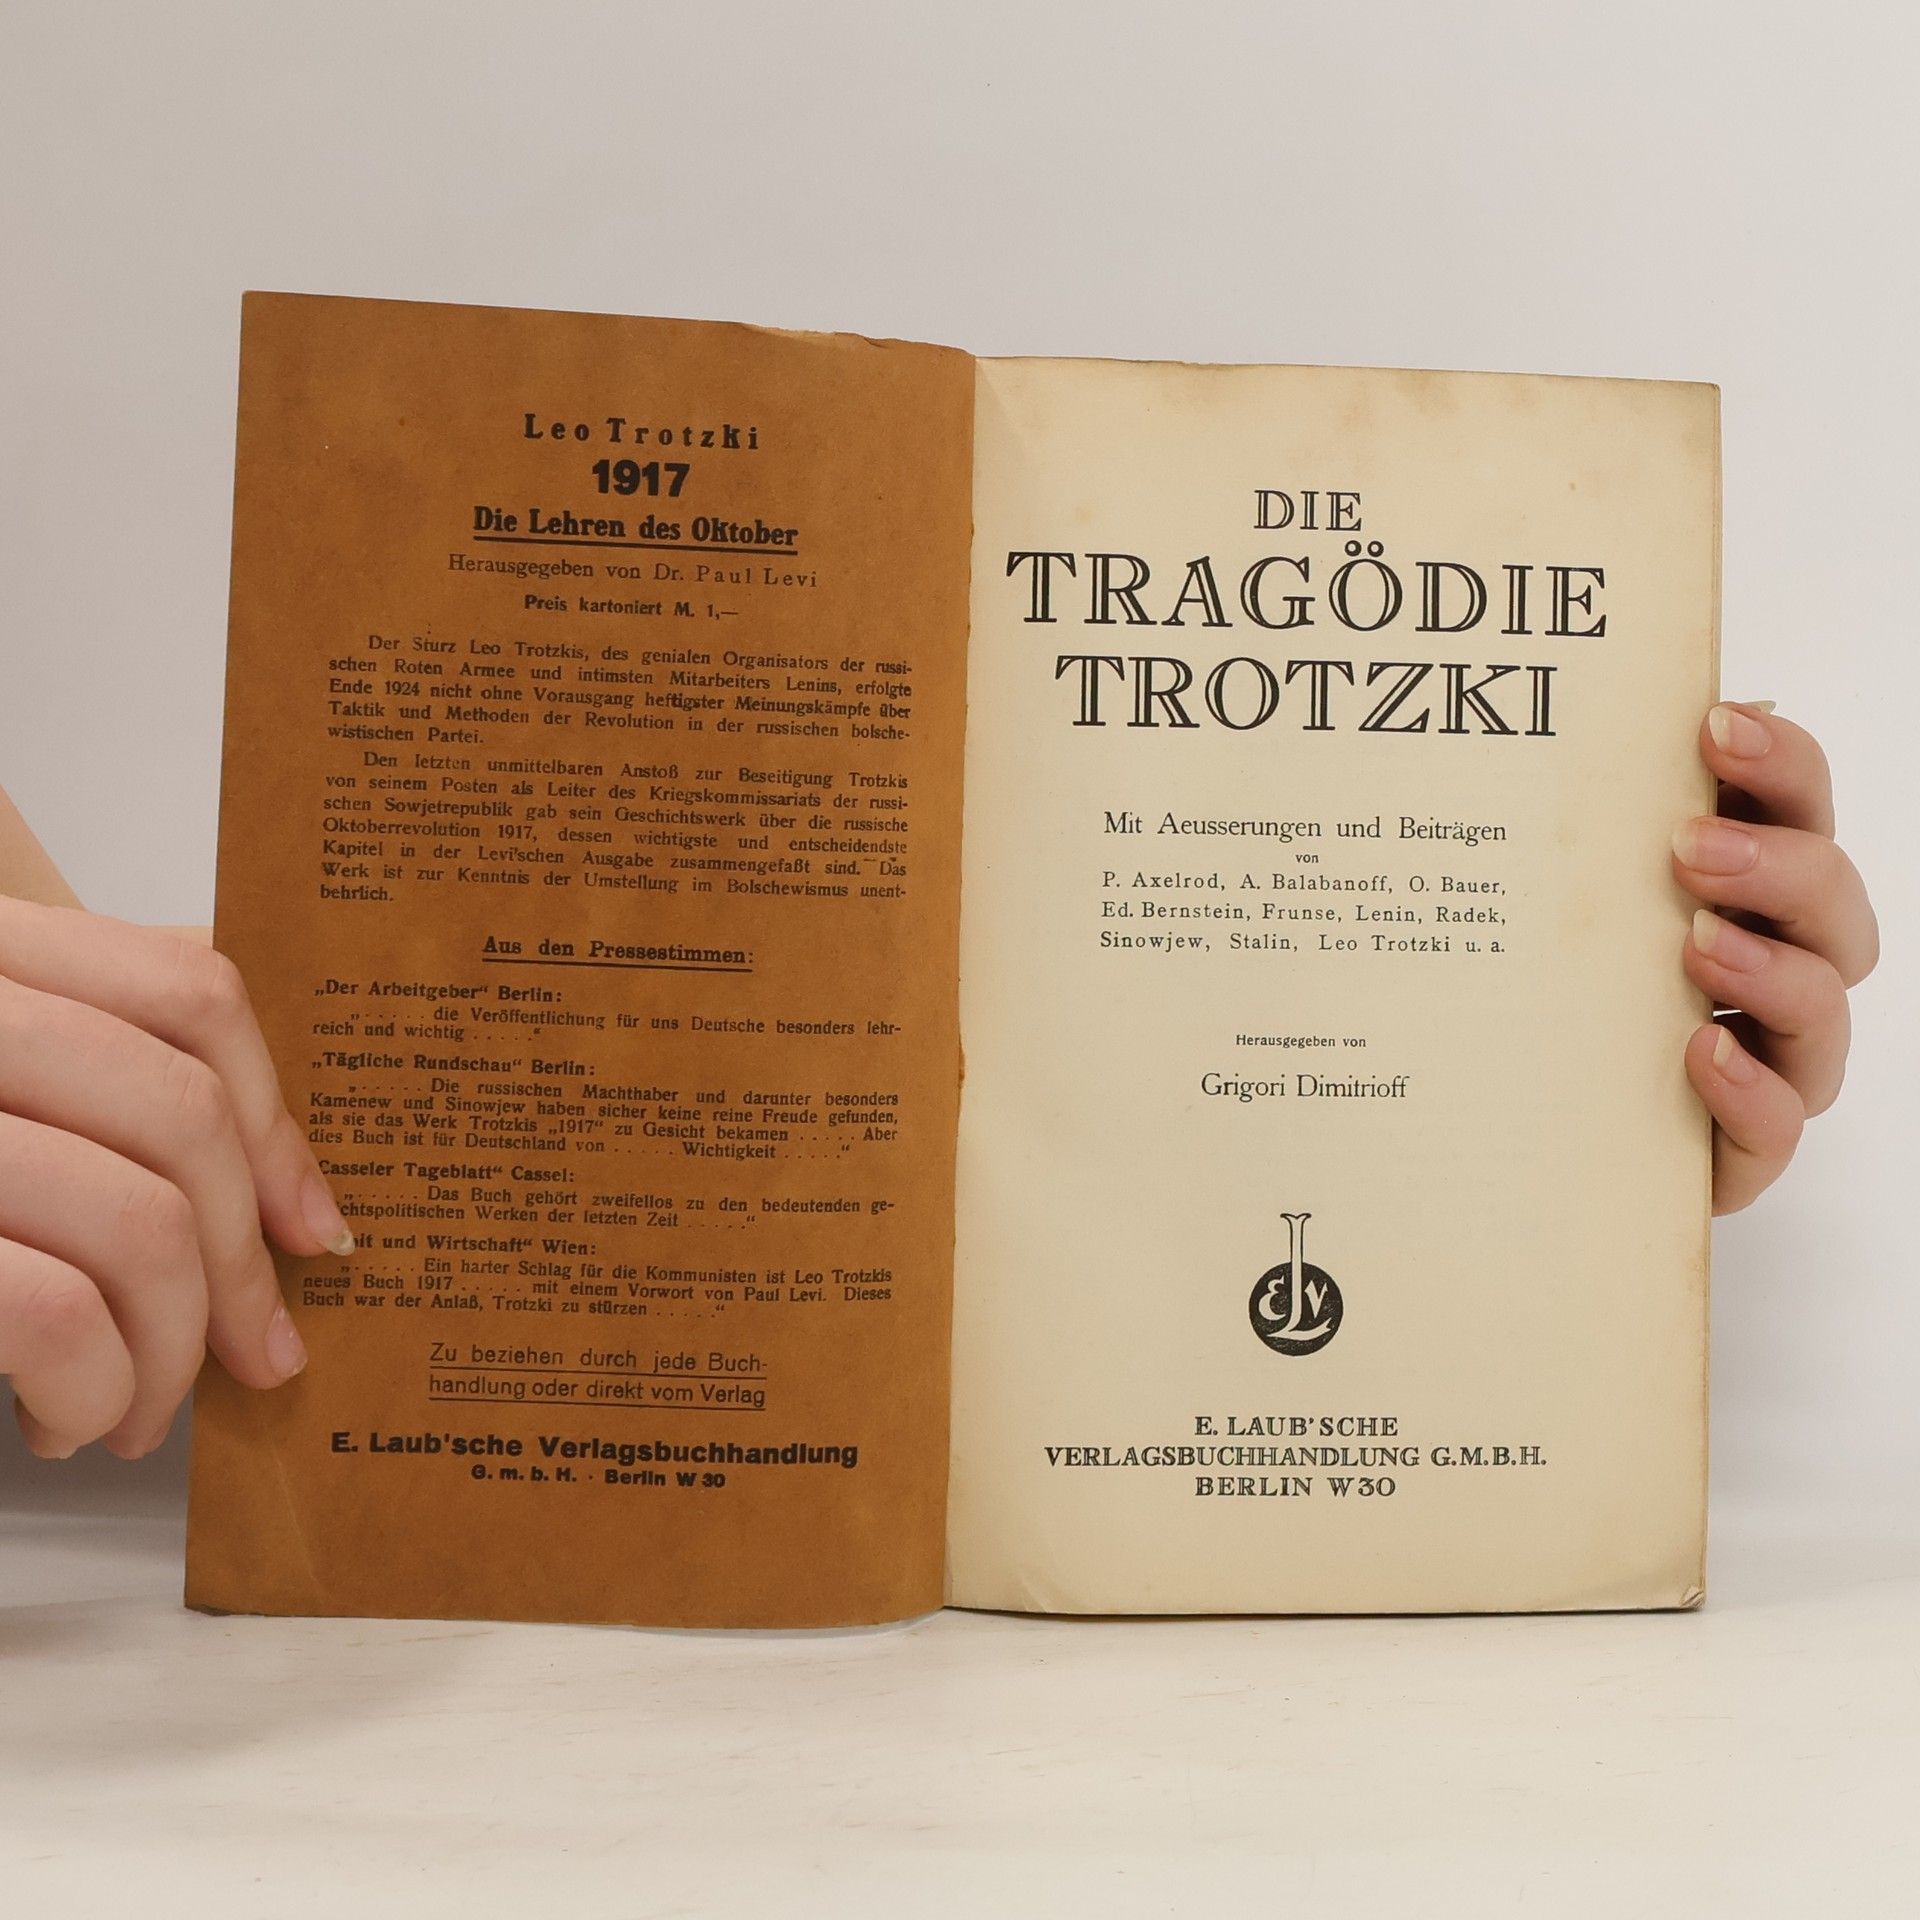 Leo Trotzki
1917
Die Lehren des Oktober
Herausgegeben von Dr. Paul Levi
Preis kartoniert M. 1,—
Der Sturz Leo Trotzkis, des genialen Organisators der russi-
schen Roten Armee und intimsten Mitarbeiters Lenins, erfolgte
Ende 1924 nicht ohne Vorausgang heftigster Meinungskämpfe über
Taktik und Methoden der Revolution in der russischen bolsche-
wistischen Partei.
Den letzten unmittelbaren Anstoß zur Beseitigung Trotzkis
von seinem Posten als Leiter des Kriegskommissariats der russi-
schen Sowjetrepublik gab sein Geschichtswerk über die russische
Oktoberrevolution 1917, dessen wichtigste und entscheidendste
Kapitel in der Levi'schen Ausgabe zusammengefaßt sind. Das
Werk ist zur Kenntnis der Umstellung im Bolschewismus unent-
behrlich.
Aus den Pressestimmen:
„Der Arbeitgeber“ Berlin:
„. . . . . die Veröffentlichung für uns Deutsche besonders lehr-
reich und wichtig . . . . .“
„Tägliche Rundschau“ Berlin:
„. . . . . Die russischen Machthaber und darunter besonders
Kamenew und Sinowjew haben sicher keine reine Freude gefunden,
als sie das Werk Trotzkis „1917“ zu Gesicht bekamen . . . . . Aber
dies Buch ist für Deutschland von . . . . . Wichtigkeit . . . . .“
Casseler Tageblatt“ Cassel:
„. . . . . Das Buch gehört zweifellos zu den bedeutenden ge-
chtspolitischen Werken der letzten Zeit . . . . .“
und Wirtschaft“ Wien:
„. . . . . Ein harter Schlag für die Kommunisten ist Leo Trotzkis
neues Buch 1917 . . . . . mit einem Vorwort von Paul Levi. Dieses
Buch war der Anlaß, Trotzki zu stürzen . . . . .“
Zu beziehen durch jede Buch-
handlung oder direkt vom Verlag
E. Laub'sche Verlagsbuchhandlung
G. m. b. H. · Berlin W 30
DIE
TRAGÖDIE
TROTZKI
Mit Aeusserungen und Beiträgen
von
P. Axelrod, A. Balabanoff, O. Bauer,
Ed. Bernstein, Frunse, Lenin, Radek,
Sinowjew, Stalin, Leo Trotzki u. a.
Herausgegeben von
Grigori Dimitrioff
ELV
E. LAUB'SCHE
VERLAGSBUCHHANDLUNG G.M.B.H.
BERLIN W30